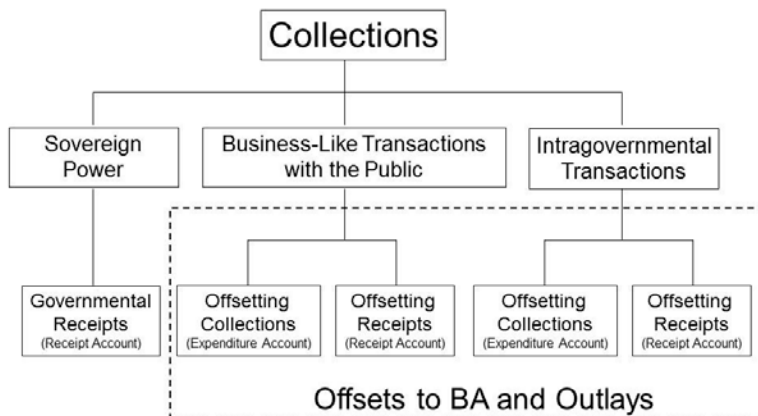 Collections
Sovereign
Power
Business-Like Transactions
with the Public
Intragovernmental
Transactions
Governmental
Receipts
(Receipt Account)
Offsetting
Collections
(Expenditure Account)
Offsetting
Receipts
(Receipt Account)
Offsetting
Collections
(Expenditure Account)
Offsetting
Receipts
(Receipt Account)
Offsets to BA and Outlays